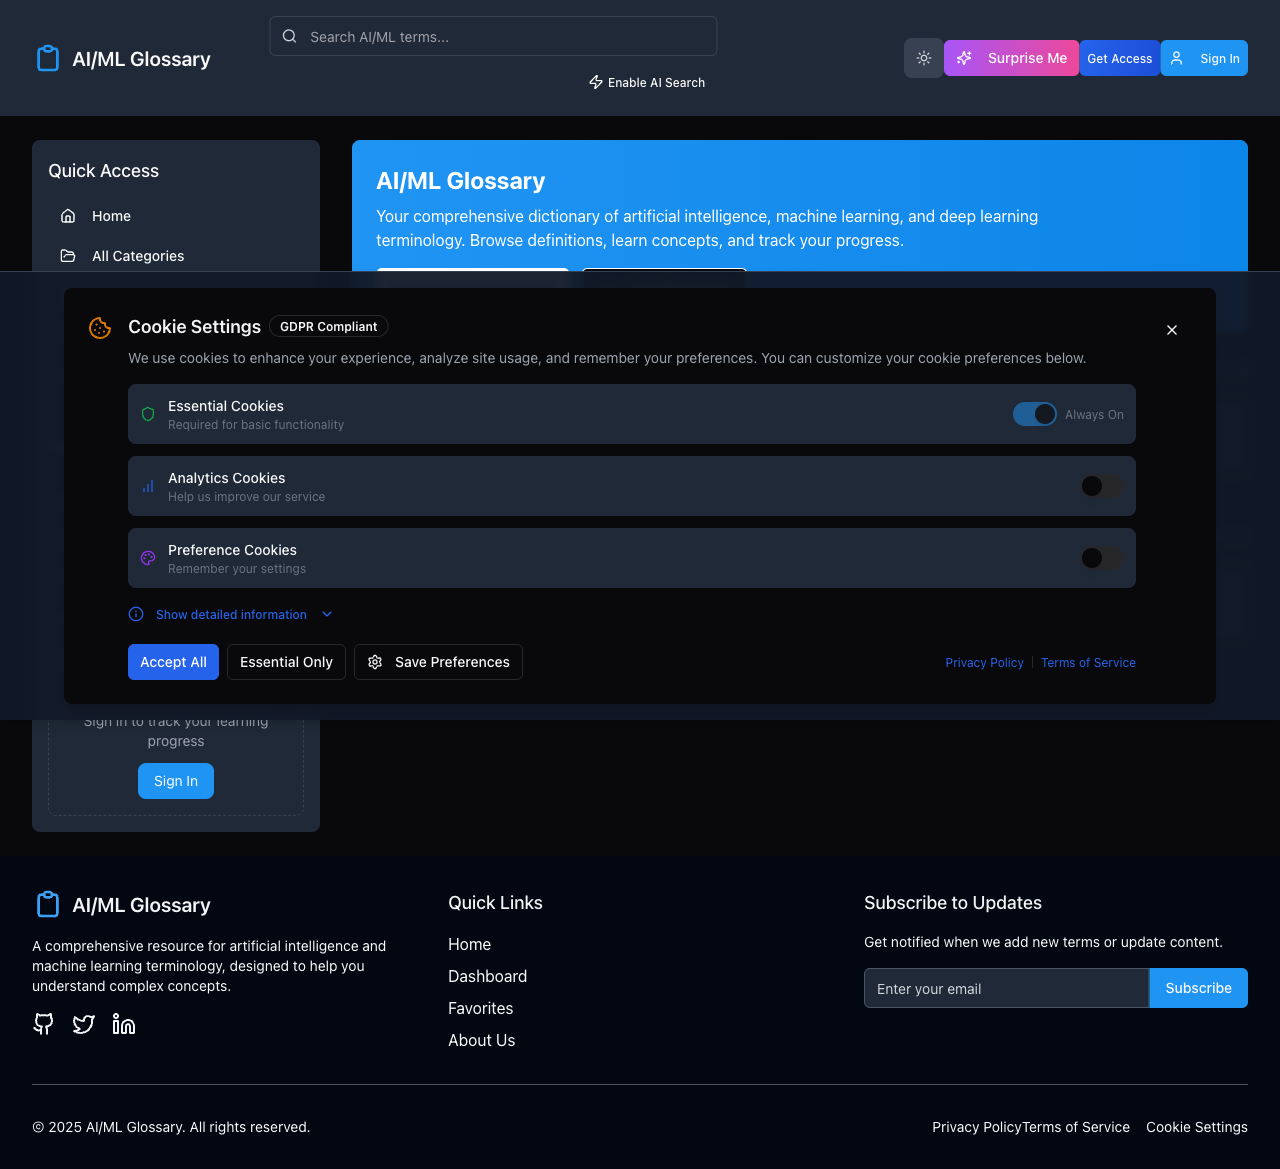 AI/ML Glossary
Search AI/ML terms...
Enable AI Search
Surprise Me
Get Access
Sign In
Quick Access
Home
All Categories
AI/ML Glossary
Your comprehensive dictionary of artificial intelligence, machine learning, and deep learning
terminology. Browse definitions, learn concepts, and track your progress.
Cookie Settings
GDPR Compliant
We use cookies to enhance your experience, analyze site usage, and remember your preferences. You can customize your cookie preferences below.
Essential Cookies
Required for basic functionality
Always On
Analytics Cookies
Help us improve our service
Preference Cookies
Remember your settings
Show detailed information
Accept All
Essential Only
Save Preferences
Privacy Policy
Terms of Service
Sign in to track your learning
progress
Sign In
AI/ML Glossary
A comprehensive resource for artificial intelligence and
machine learning terminology, designed to help you
understand complex concepts.
Quick Links
Home
Dashboard
Favorites
About Us
Subscribe to Updates
Get notified when we add new terms or update content.
Enter your email
Subscribe
© 2025 AI/ML Glossary. All rights reserved.
Privacy Policy
Terms of Service
Cookie Settings